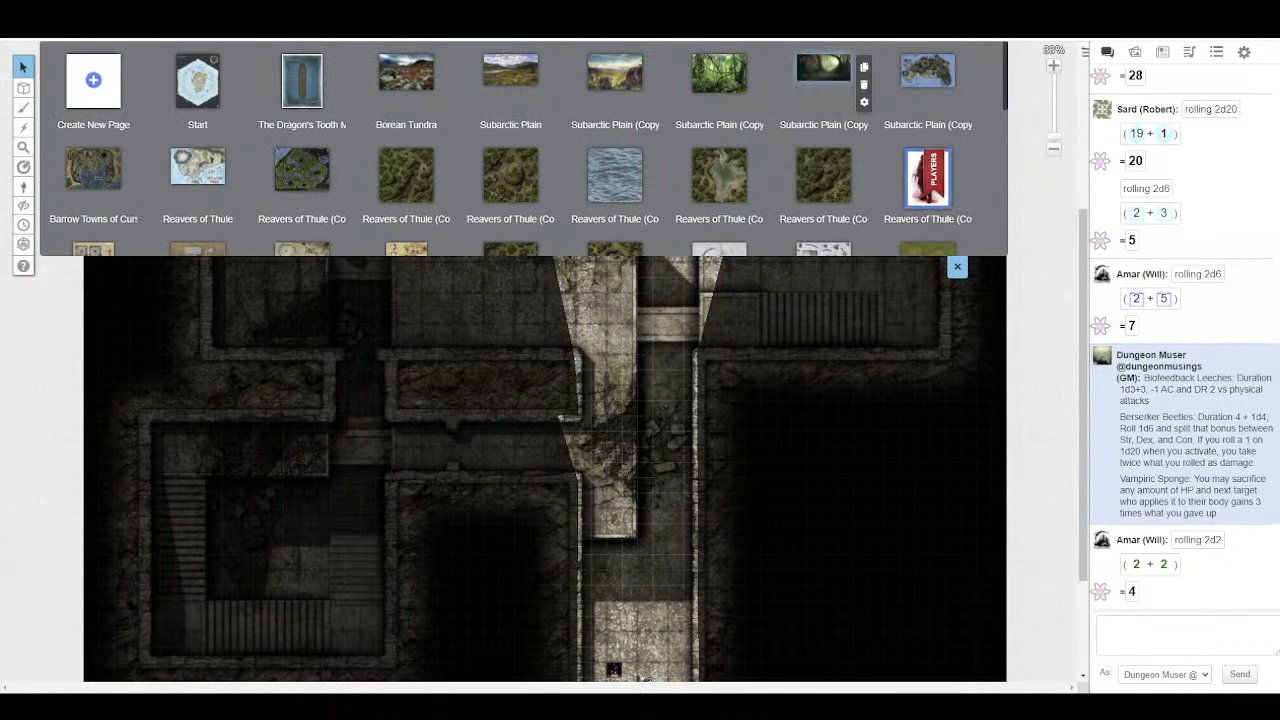 Create New Page
Start
The Dragon's Tooth M
Borean Tundra
Subarctic Plain
Subarctic Plain (Copy
Subarctic Plain (Copy
Subarctic Plain (Copy
Subarctic Plain (Copy
Barrow Towns of Curs
Reavers of Thule
Reavers of Thule (Co
Reavers of Thule (Co
Reavers of Thule (Co
Reavers of Thule (Co
Reavers of Thule (Co
Reavers of Thule (Co
PLAYERS
Reavers of Thule (Co
= 28
Sard (Robert): rolling 2d20
( 19 + 1 )
= 20
rolling 2d6
( 2 + 3 )
= 5
Amar (Will): rolling 2d6
( 2 + 5 )
= 7
Dungeon Muser
@dungeonmusings
(GM): Biofeedback Leeches: Duration
1d3+3, -1 AC and DR 2 vs physical
attacks
Berserker Beetles: Duration 4 + 1d4,
Roll 1d6 and split that bonus between
Str, Dex, and Con. If you roll a 1 on
1d20 when you activate, you take
twice what you rolled as damage.
Vampiric Sponge: You may sacrifice
any amount of HP and next target
who applies it to their body gains 3
times what you gave up
Amar (Will): rolling 2d2
( 2 + 2 )
= 4
As: Dungeon Muser @
Send